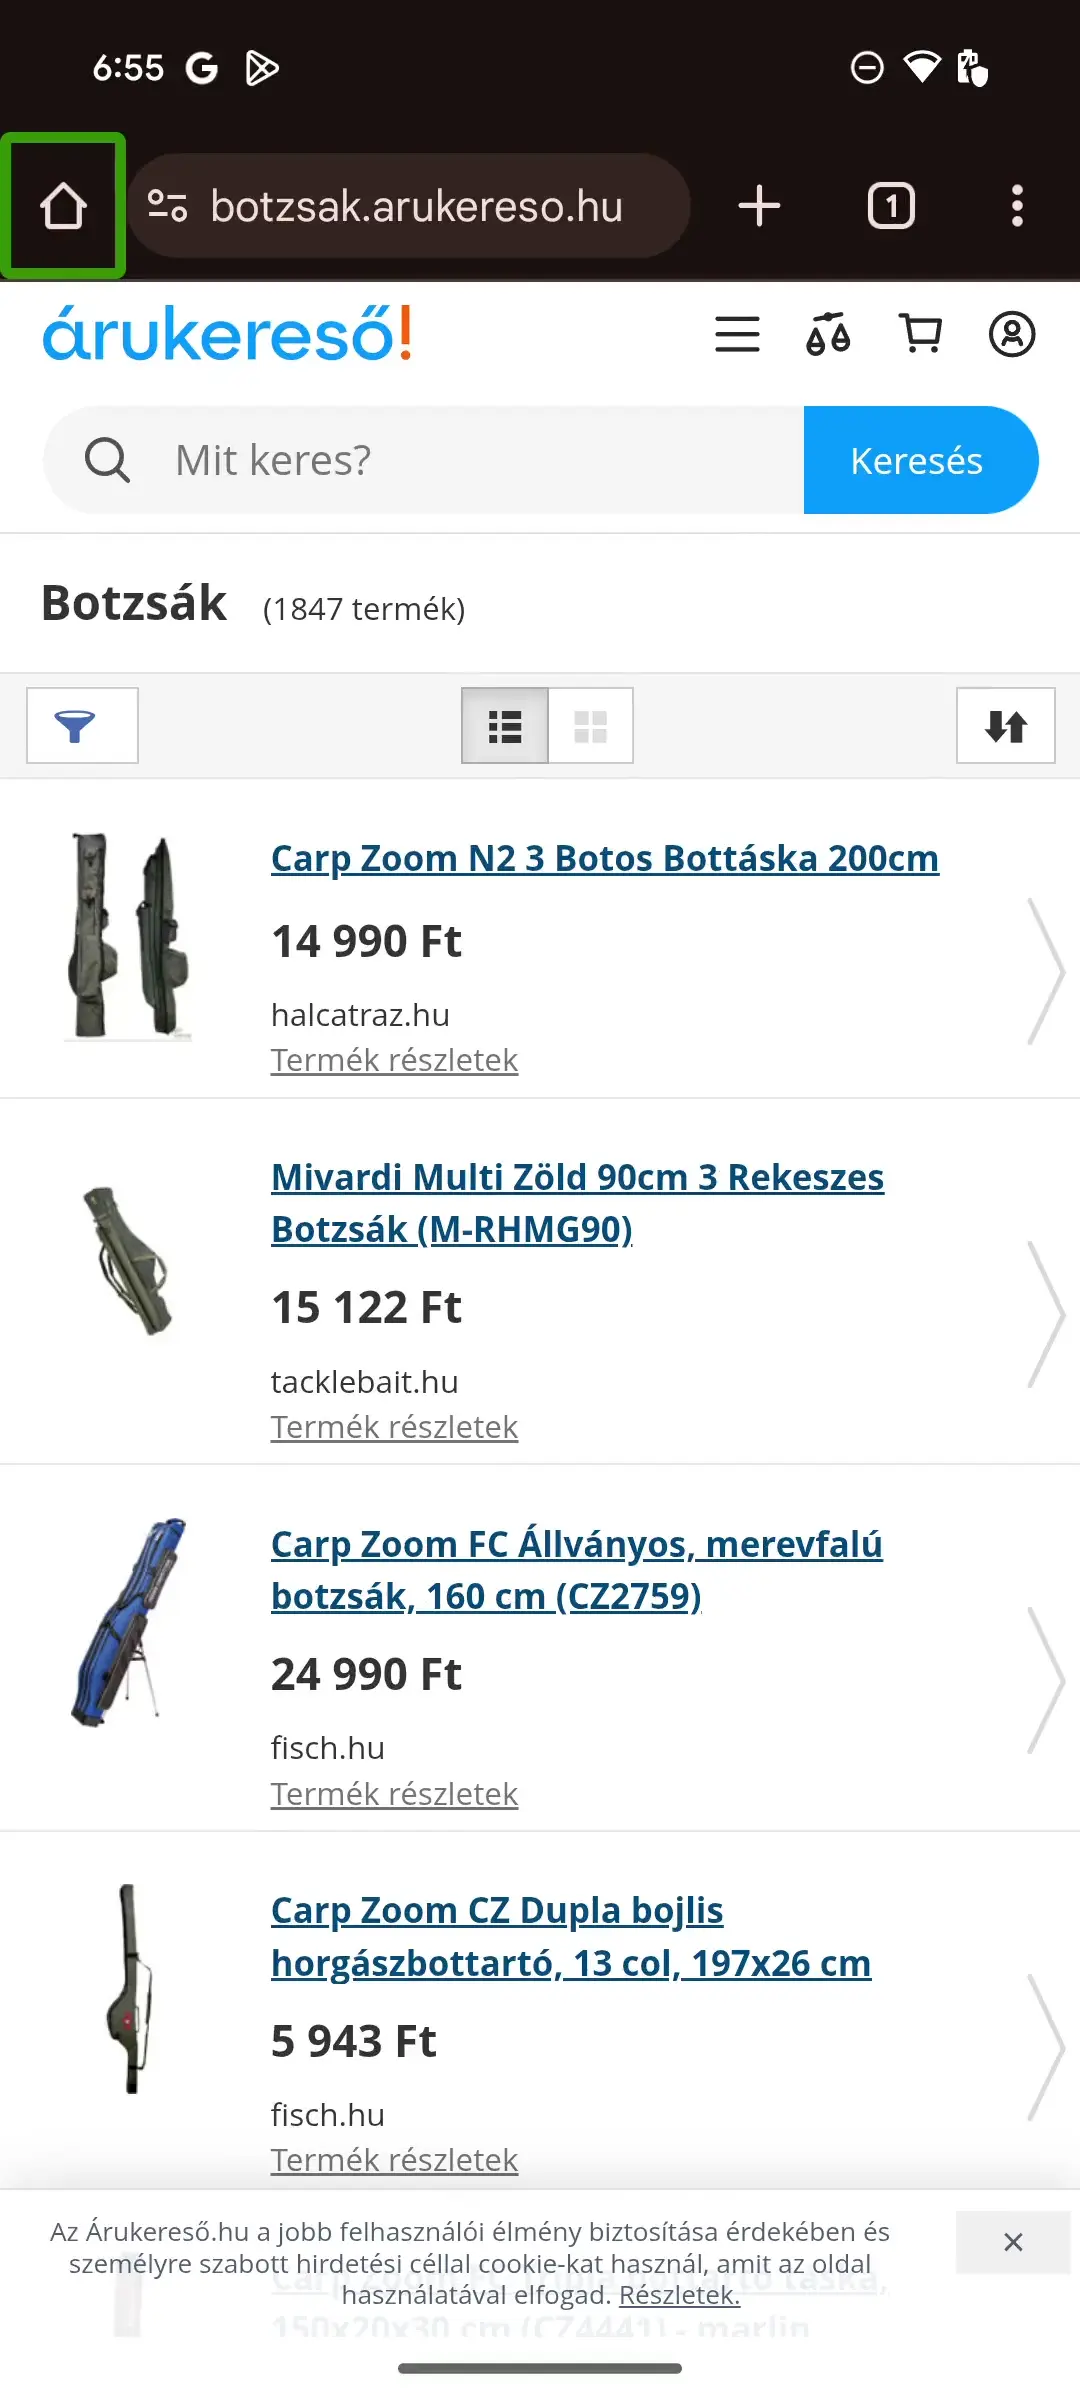 6:55
botzsak.arukereso.hu
1
árukereső!
Mit keres?
Keresés
Botzsák (1847 termék)
Carp Zoom N2 3 Botos Bottáska 200cm
14 990 Ft
halcatraz.hu
Termék részletek
Mivardi Multi Zöld 90cm 3 Rekeszes
Botzsák (M-RHMG90)
15 122 Ft
tacklebait.hu
Termék részletek
Carp Zoom FC Állványos, merevfalú
botzsák, 160 cm (CZ2759)
24 990 Ft
fisch.hu
Termék részletek
Carp Zoom CZ Dupla bojlis
horgászbottartó, 13 col, 197x26 cm
5 943 Ft
fisch.hu
Termék részletek
Az Árukereső.hu a jobb felhasználói élmény biztosítása érdekében és
személyre szabott hirdetési céllal cookie-kat használ, amit az oldal
használatával elfogad. Részletek.
150x20x30 cm (CZ4441) - marlin